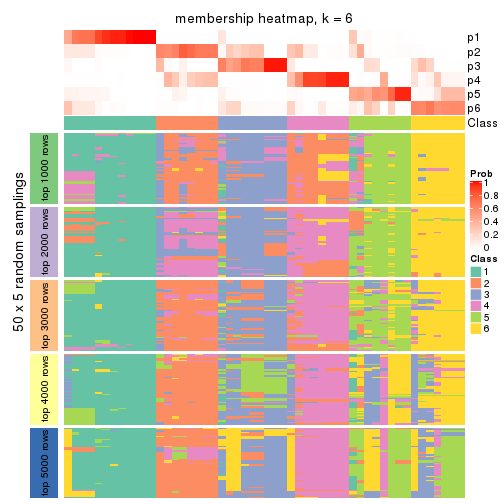 membership heatmap, k = 6
p1
p2
p3
p4
p5
p6
Class
50 x 5 random samplings
top 1000 rows
top 2000 rows
top 3000 rows
top 4000 rows
top 5000 rows
Prob
1
0.8
0.6
0.4
0.2
0
Class
1
2
3
4
5
6